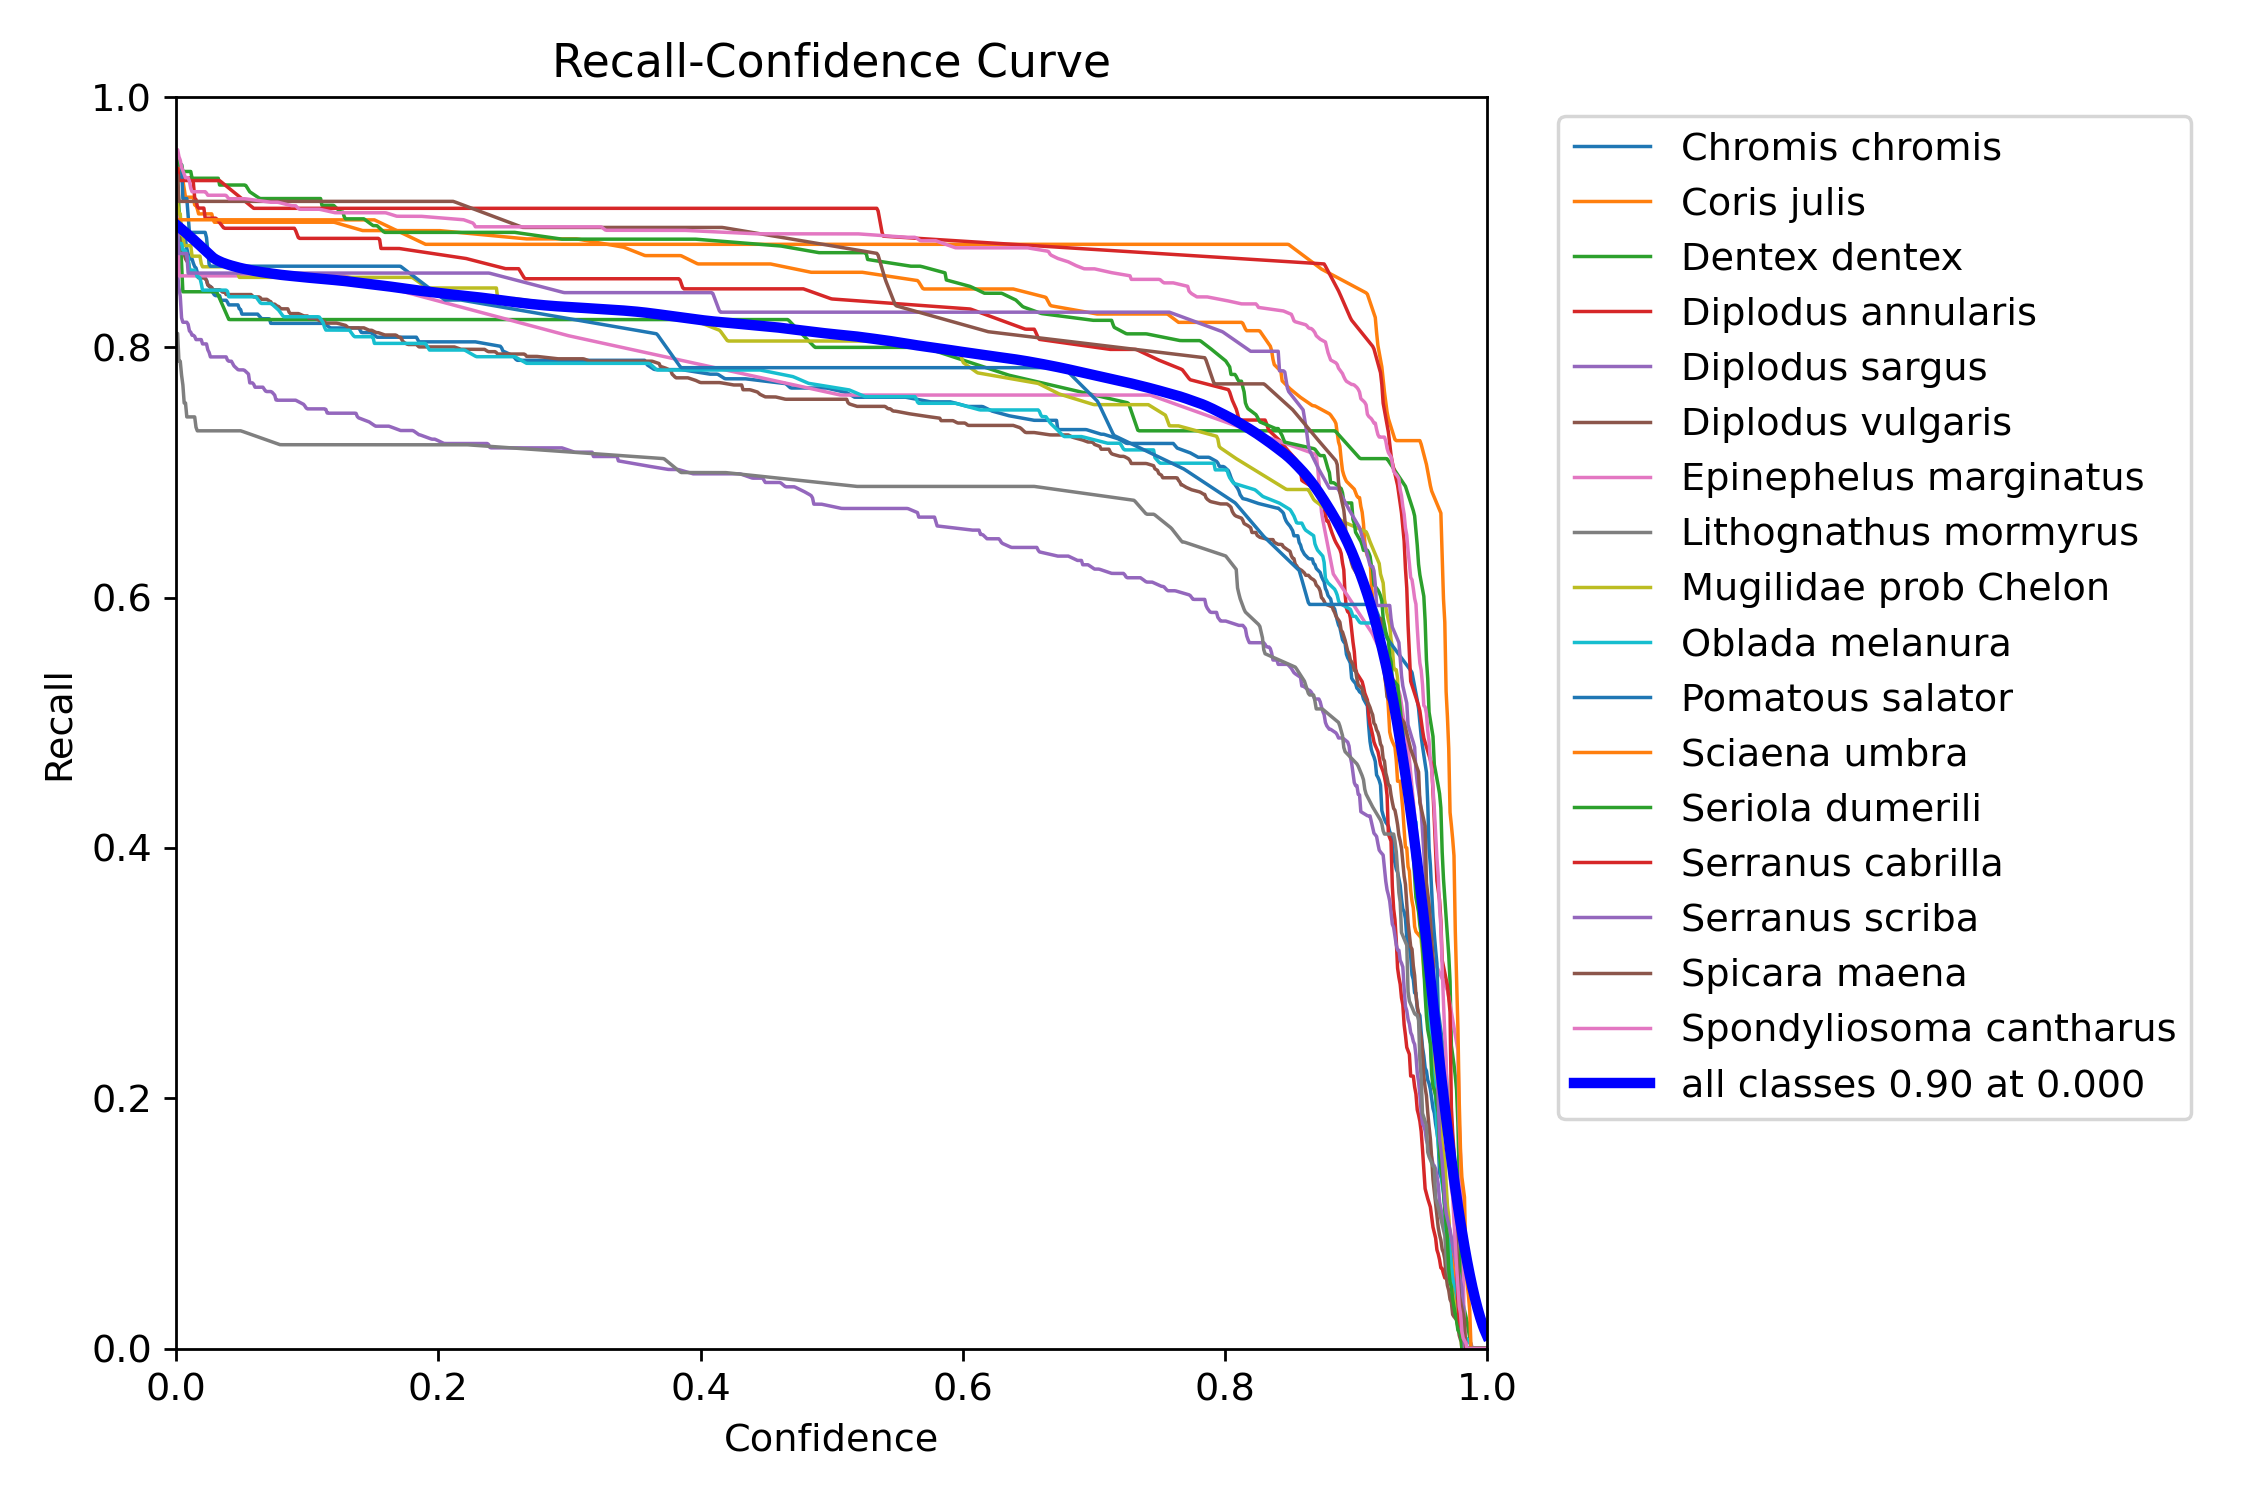 Recall-Confidence Curve
1.0
0.8
0.6
0.4
0.2
0.0
Recall
0.0 0.2 0.4 0.6 0.8 1.0
Confidence
Chromis chromis
Coris julis
Dentex dentex
Diplodus annularis
Diplodus sargus
Diplodus vulgaris
Epinephelus marginatus
Lithognathus mormyrus
Mugilidae prob Chelon
Oblada melanura
Pomatous salator
Sciaena umbra
Seriola dumerili
Serranus cabrilla
Serranus scriba
Spicara maena
Spondyliosoma cantharus
all classes 0.90 at 0.000